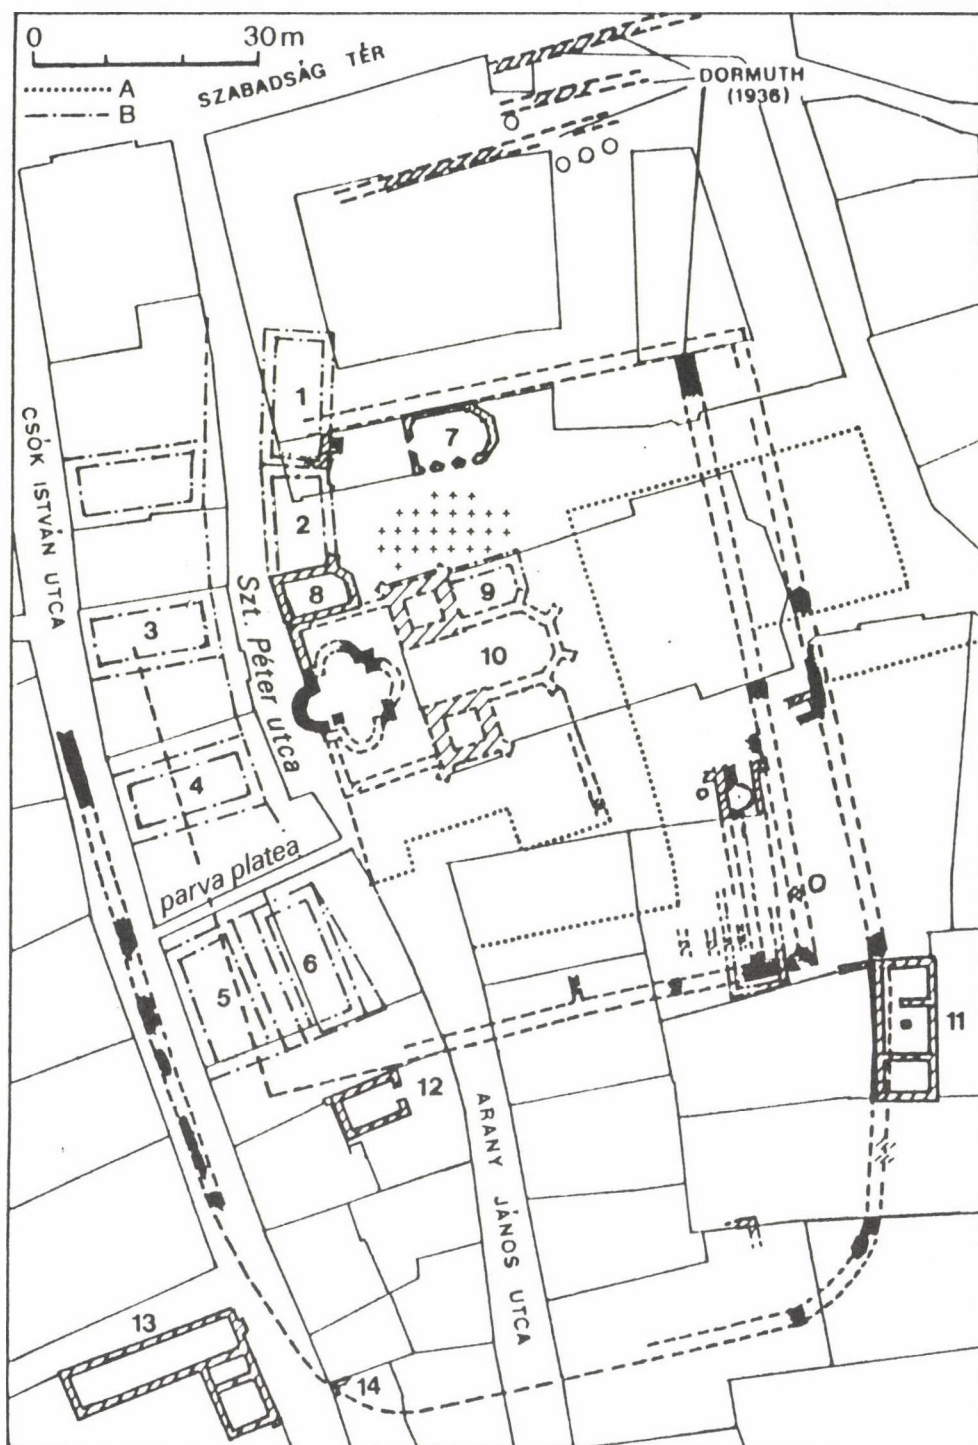 0 30 m
A
B
SZABADSÁG TÉR
DORMUTH
(1936)
1
7
2
CSÓK ISTVÁN UTCA
Szt. Péter utca
8
9
3
10
4
parva platea
6
5
11
12
ARANY JÁNOS UTCA
13
14